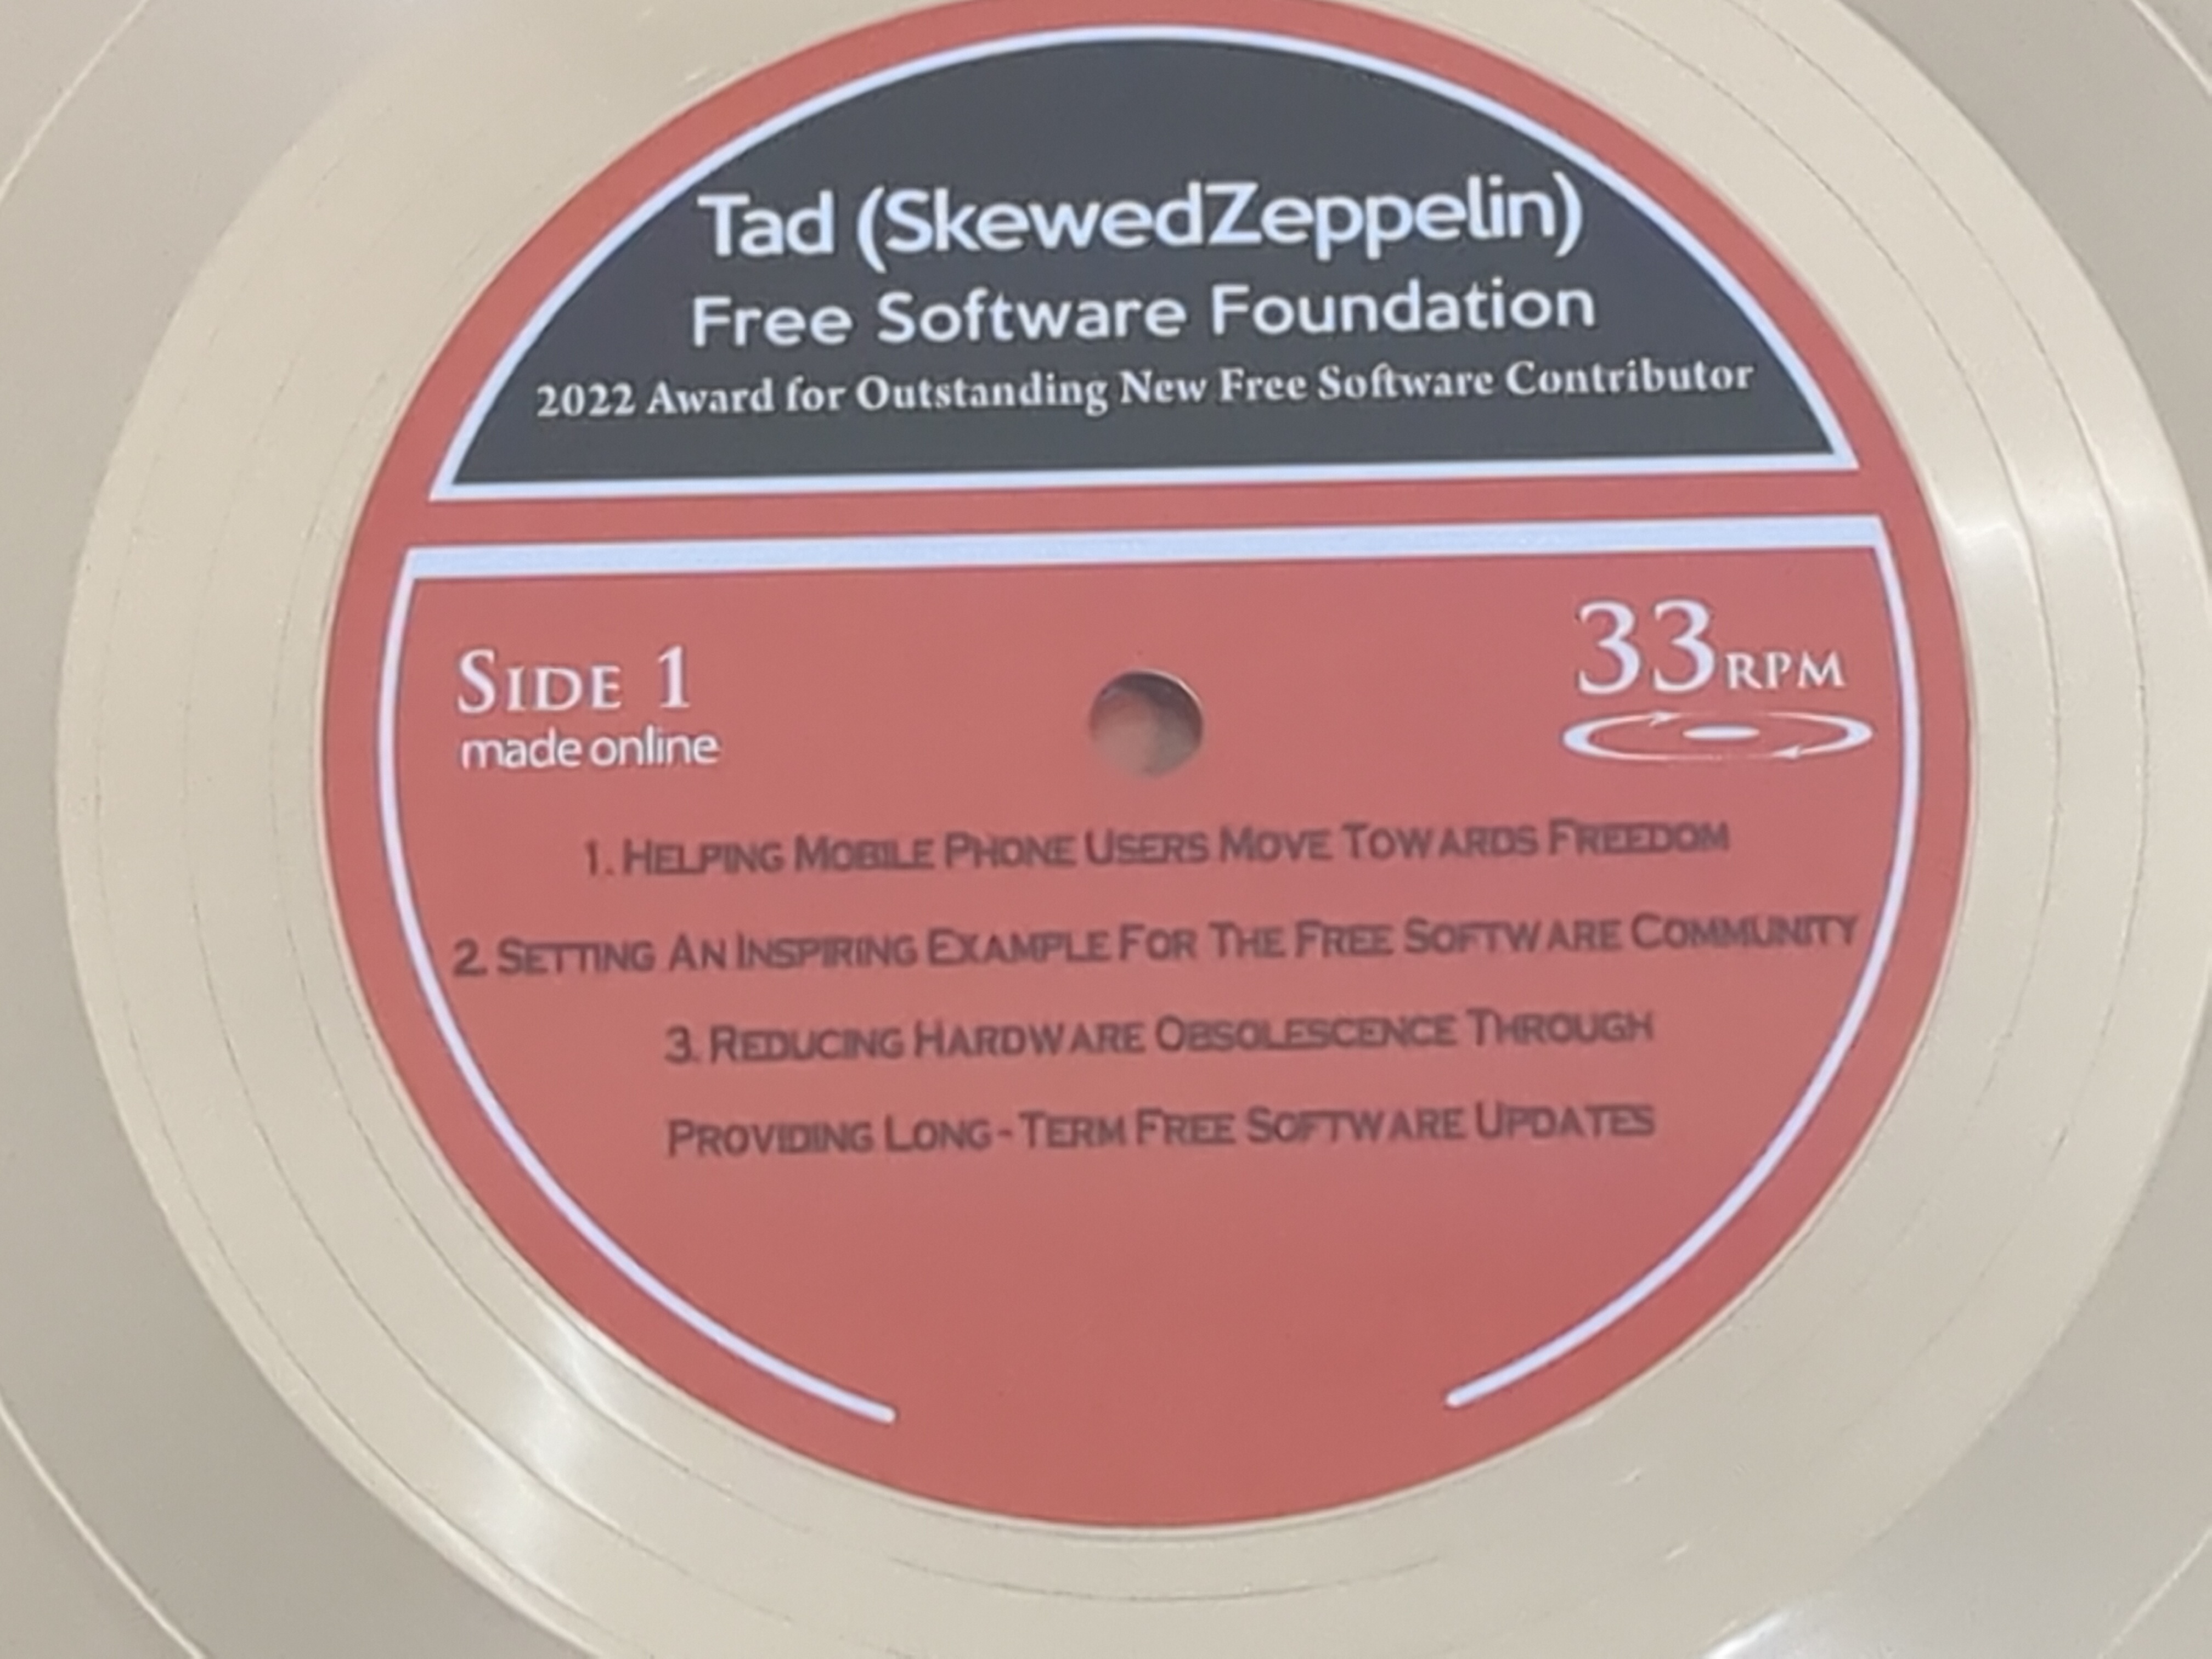 Tad (SkewedZeppelin)
Free Software Foundation
2022 Award for Outstanding New Free Software Contributor
SIDE 1
33 RPM
made online
1. HELPING MOBILE PHONE USERS MOVE TOWARDS FREEDOM
2. SETTING AN INSPIRING EXAMPLE FOR THE FREE SOFTWARE COMMUNITY
3. REDUCING HARDWARE OBSOLESCENCE THROUGH
PROVIDING LONG-TERM FREE SOFTWARE UPDATES